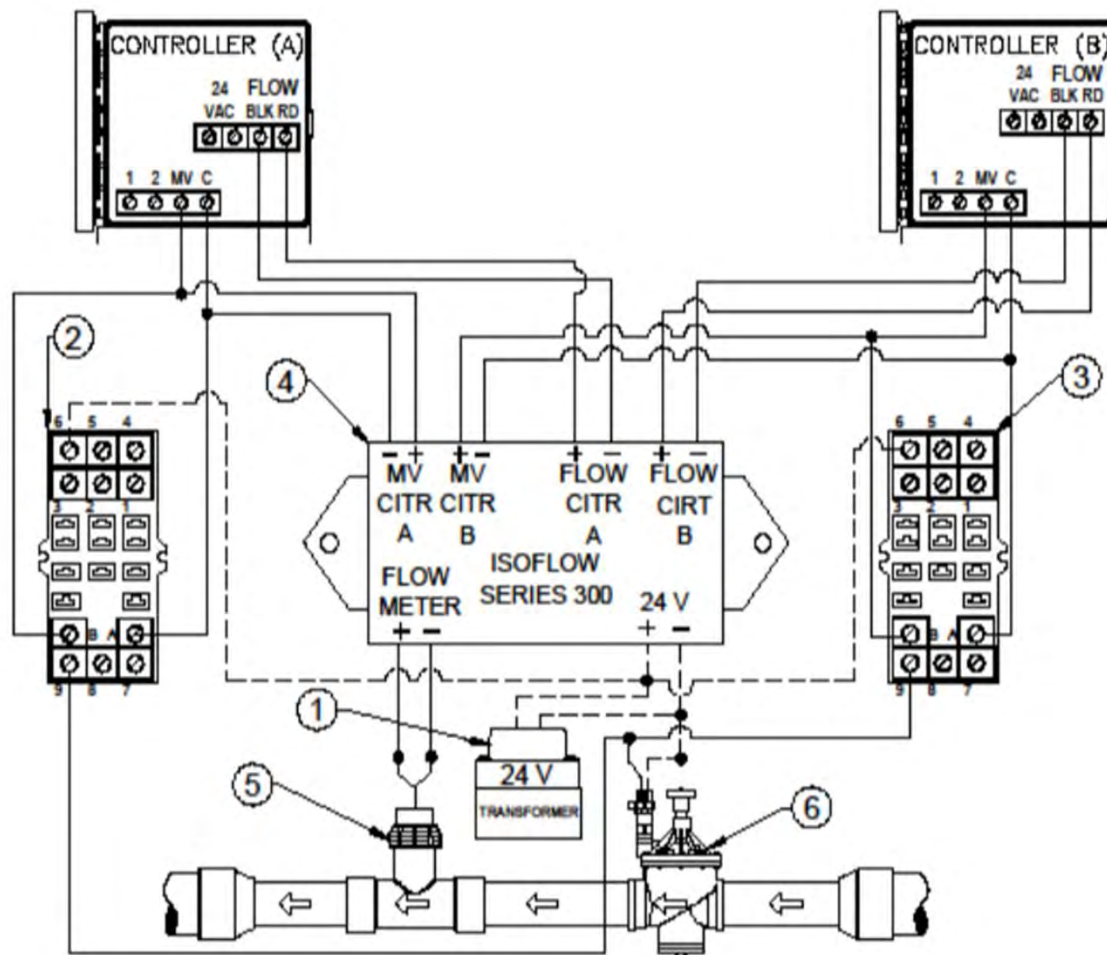 CONTROLLER (A)
24 FLOW
VAC BLK RD
1 2 MV C
CONTROLLER (B)
24 FLOW
VAC BLK RD
1 2 MV C
2
6 5 4
3 2 1
B A
9 8 7
4
3
6 5 4
3 2 1
B A
9 8 7
- + + - + - + -
MV MV FLOW FLOW
CITR CITR CITR CIRT
A B A B
ISOFLOW
SERIES 300
FLOW
METER
+ -
24 V
+ -
1
24 V
TRANSFORMER
5
6